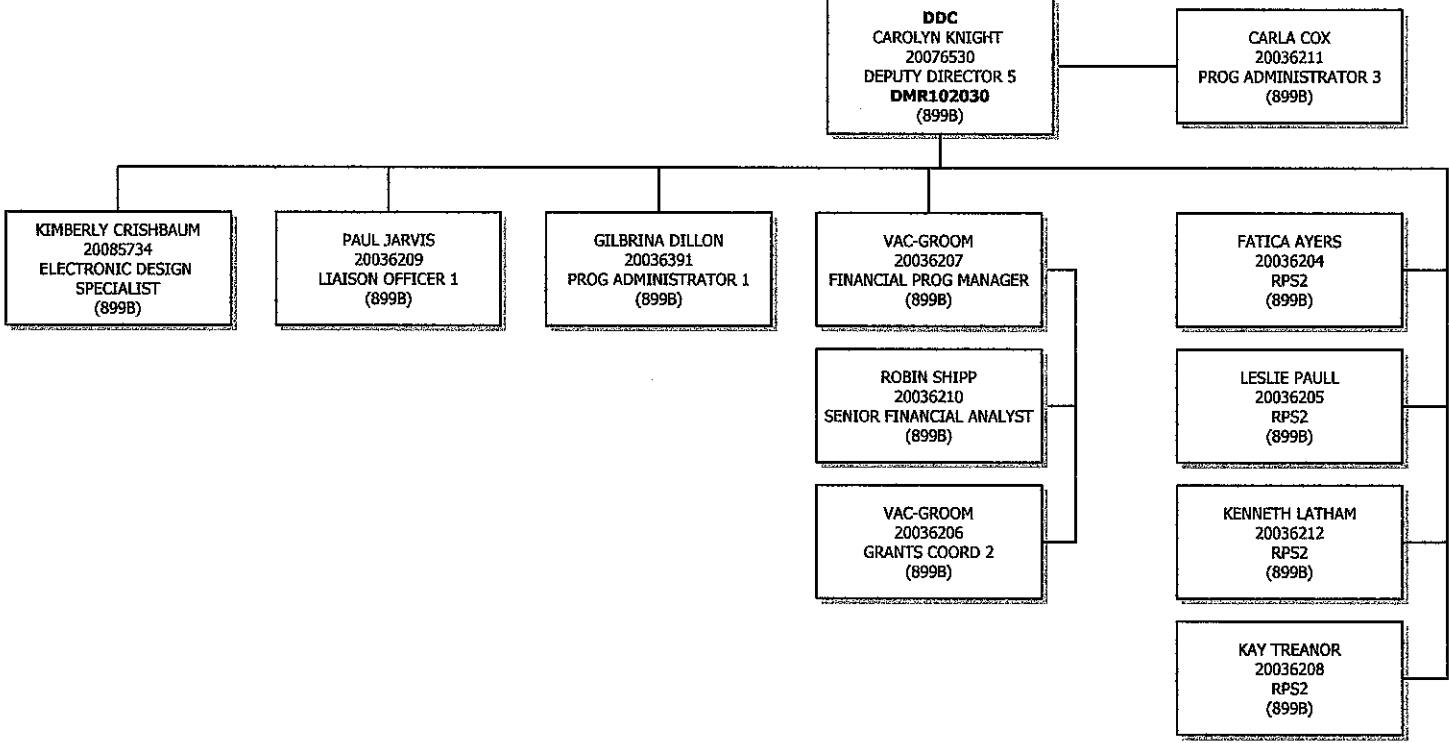 DDC
CAROLYN KNIGHT
20076530
DEPUTY DIRECTOR 5
DMR102030
(899B)
CARLA COX
20036211
PROG ADMINISTRATOR 3
(899B)
KIMBERLY CRISHBAUM
20085734
ELECTRONIC DESIGN
SPECIALIST
(899B)
PAUL JARVIS
20036209
LIAISON OFFICER 1
(899B)
GILBRINA DILLON
20036391
PROG ADMINISTRATOR 1
(899B)
VAC-GROOM
20036207
FINANCIAL PROG MANAGER
(899B)
ROBIN SHIPP
20036210
SENIOR FINANCIAL ANALYST
(899B)
VAC-GROOM
20036206
GRANTS COORD 2
(899B)
FATICA AYERS
20036204
RPS2
(899B)
LESLIE PAULL
20036205
RPS2
(899B)
KENNETH LATHAM
20036212
RPS2
(899B)
KAY TREANOR
20036208
RPS2
(899B)